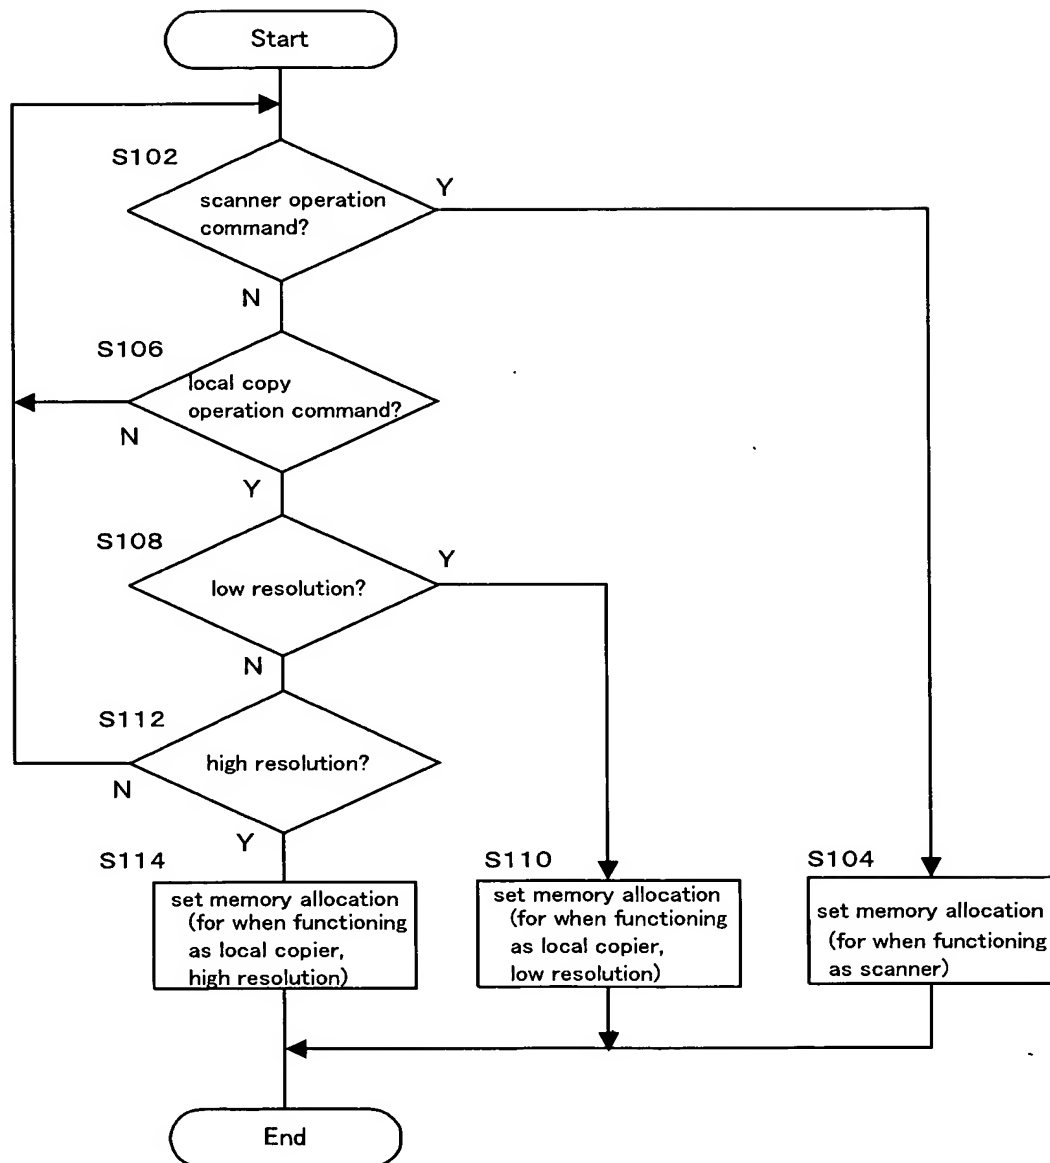 Start
S102
Y
scanner operation
command?
N
S106
local copy
operation command?
N
Y
S108
Y
low resolution?
N
S112
high resolution?
N
Y
S114
set memory allocation
(for when functioning
as local copier,
high resolution)
S110
set memory allocation
(for when functioning
as local copier,
low resolution)
S104
set memory allocation
(for when functioning
as scanner)
End